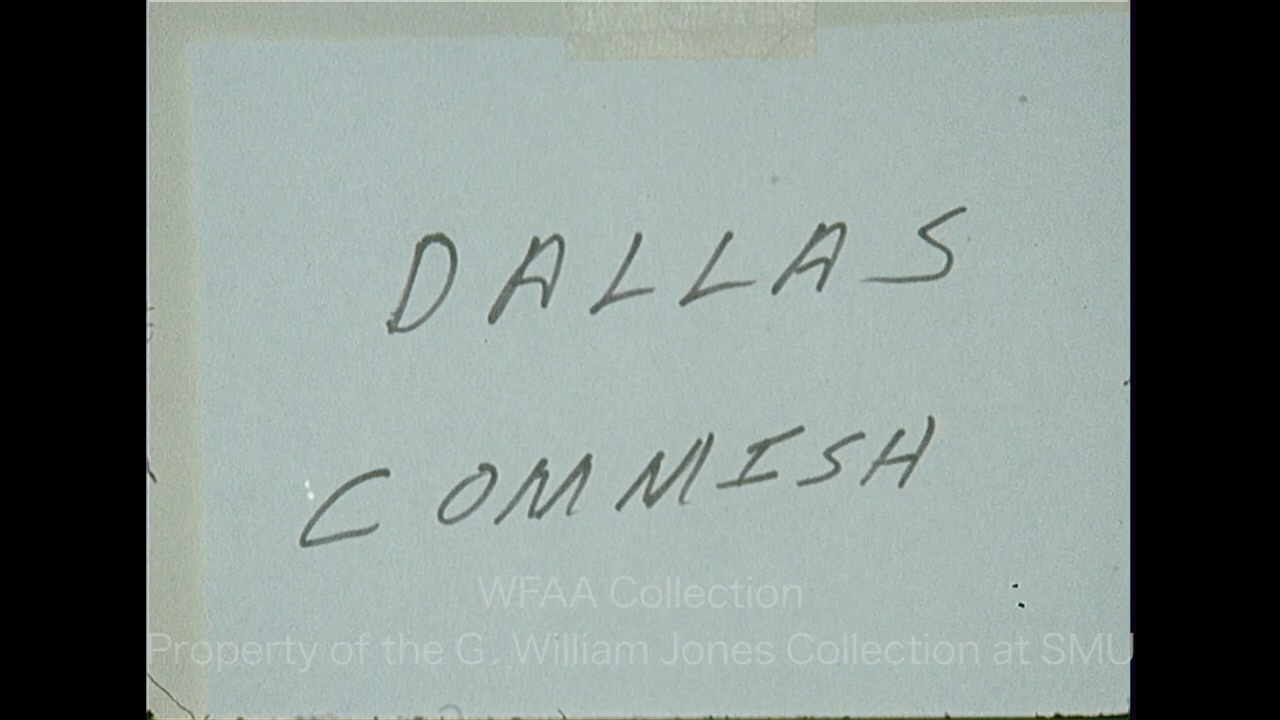 DALLAS
COMMISH
WFAA Collection
Property of the G. William Jones Collection at SMU